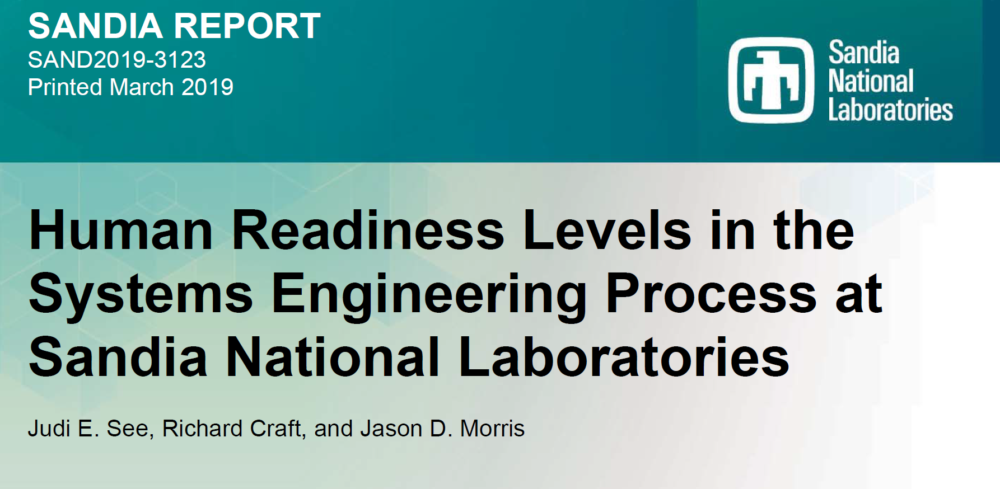 SANDIA REPORT
SAND2019-3123
Printed March 2019
Sandia
National
Laboratories
Human Readiness Levels in the
Systems Engineering Process at
Sandia National Laboratories
Judi E. See, Richard Craft, and Jason D. Morris